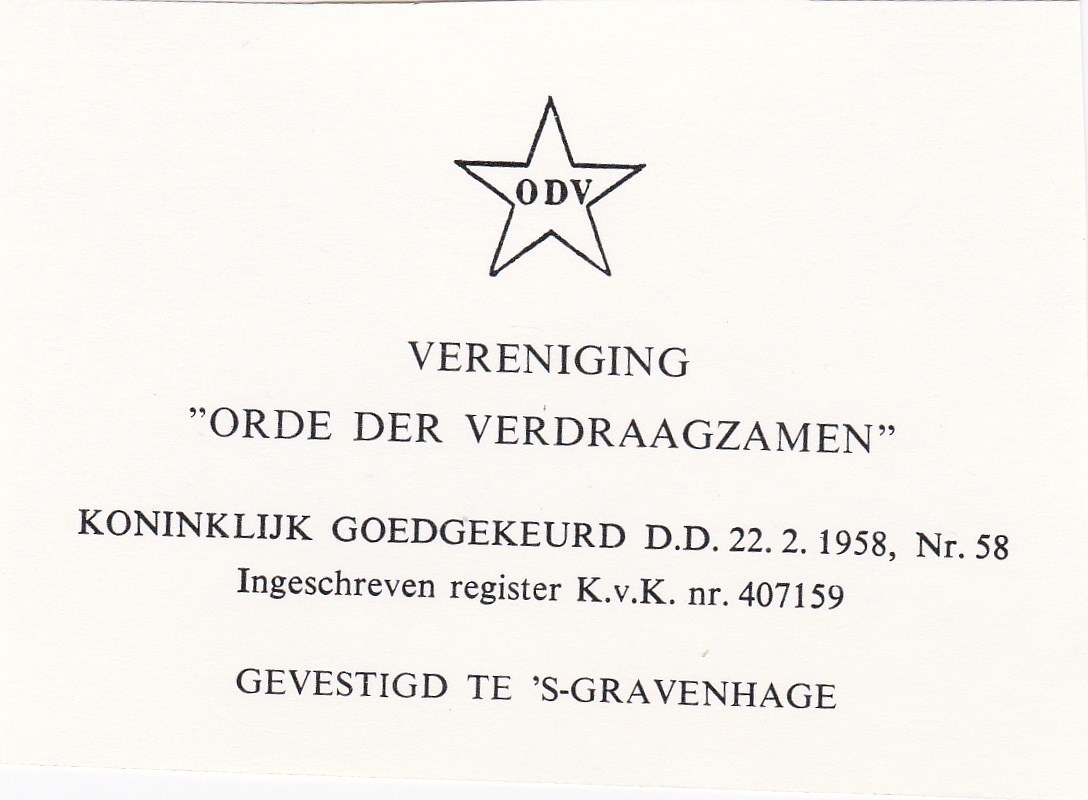 ODV
VERENIGING
”ORDE DER VERDRAAGZAMEN”
KONINKLIJK GOEDGEKEURD D.D. 22. 2. 1958, Nr. 58
Ingeschreven register K.v.K. nr. 407159
GEVESTIGD TE ’S-GRAVENHAGE